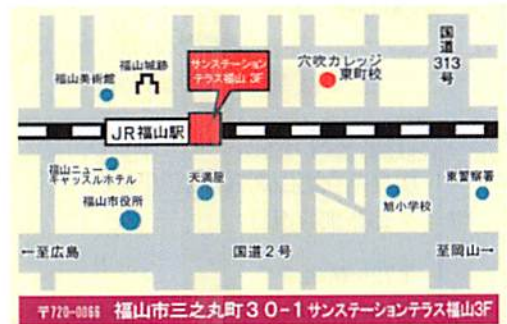 国道
313
号
福山城跡
福山美術館
サンステーション
テラス福山 3F
穴吹カレッジ
東町校
JR福山駅
福山ニュー
キャッスルホテル
天満屋
東警察署
旭小学校
福山市役所
←至広島
国道2号
至岡山→
〒720-0066 福山市三之丸町30-1サンステーションテラス福山3F